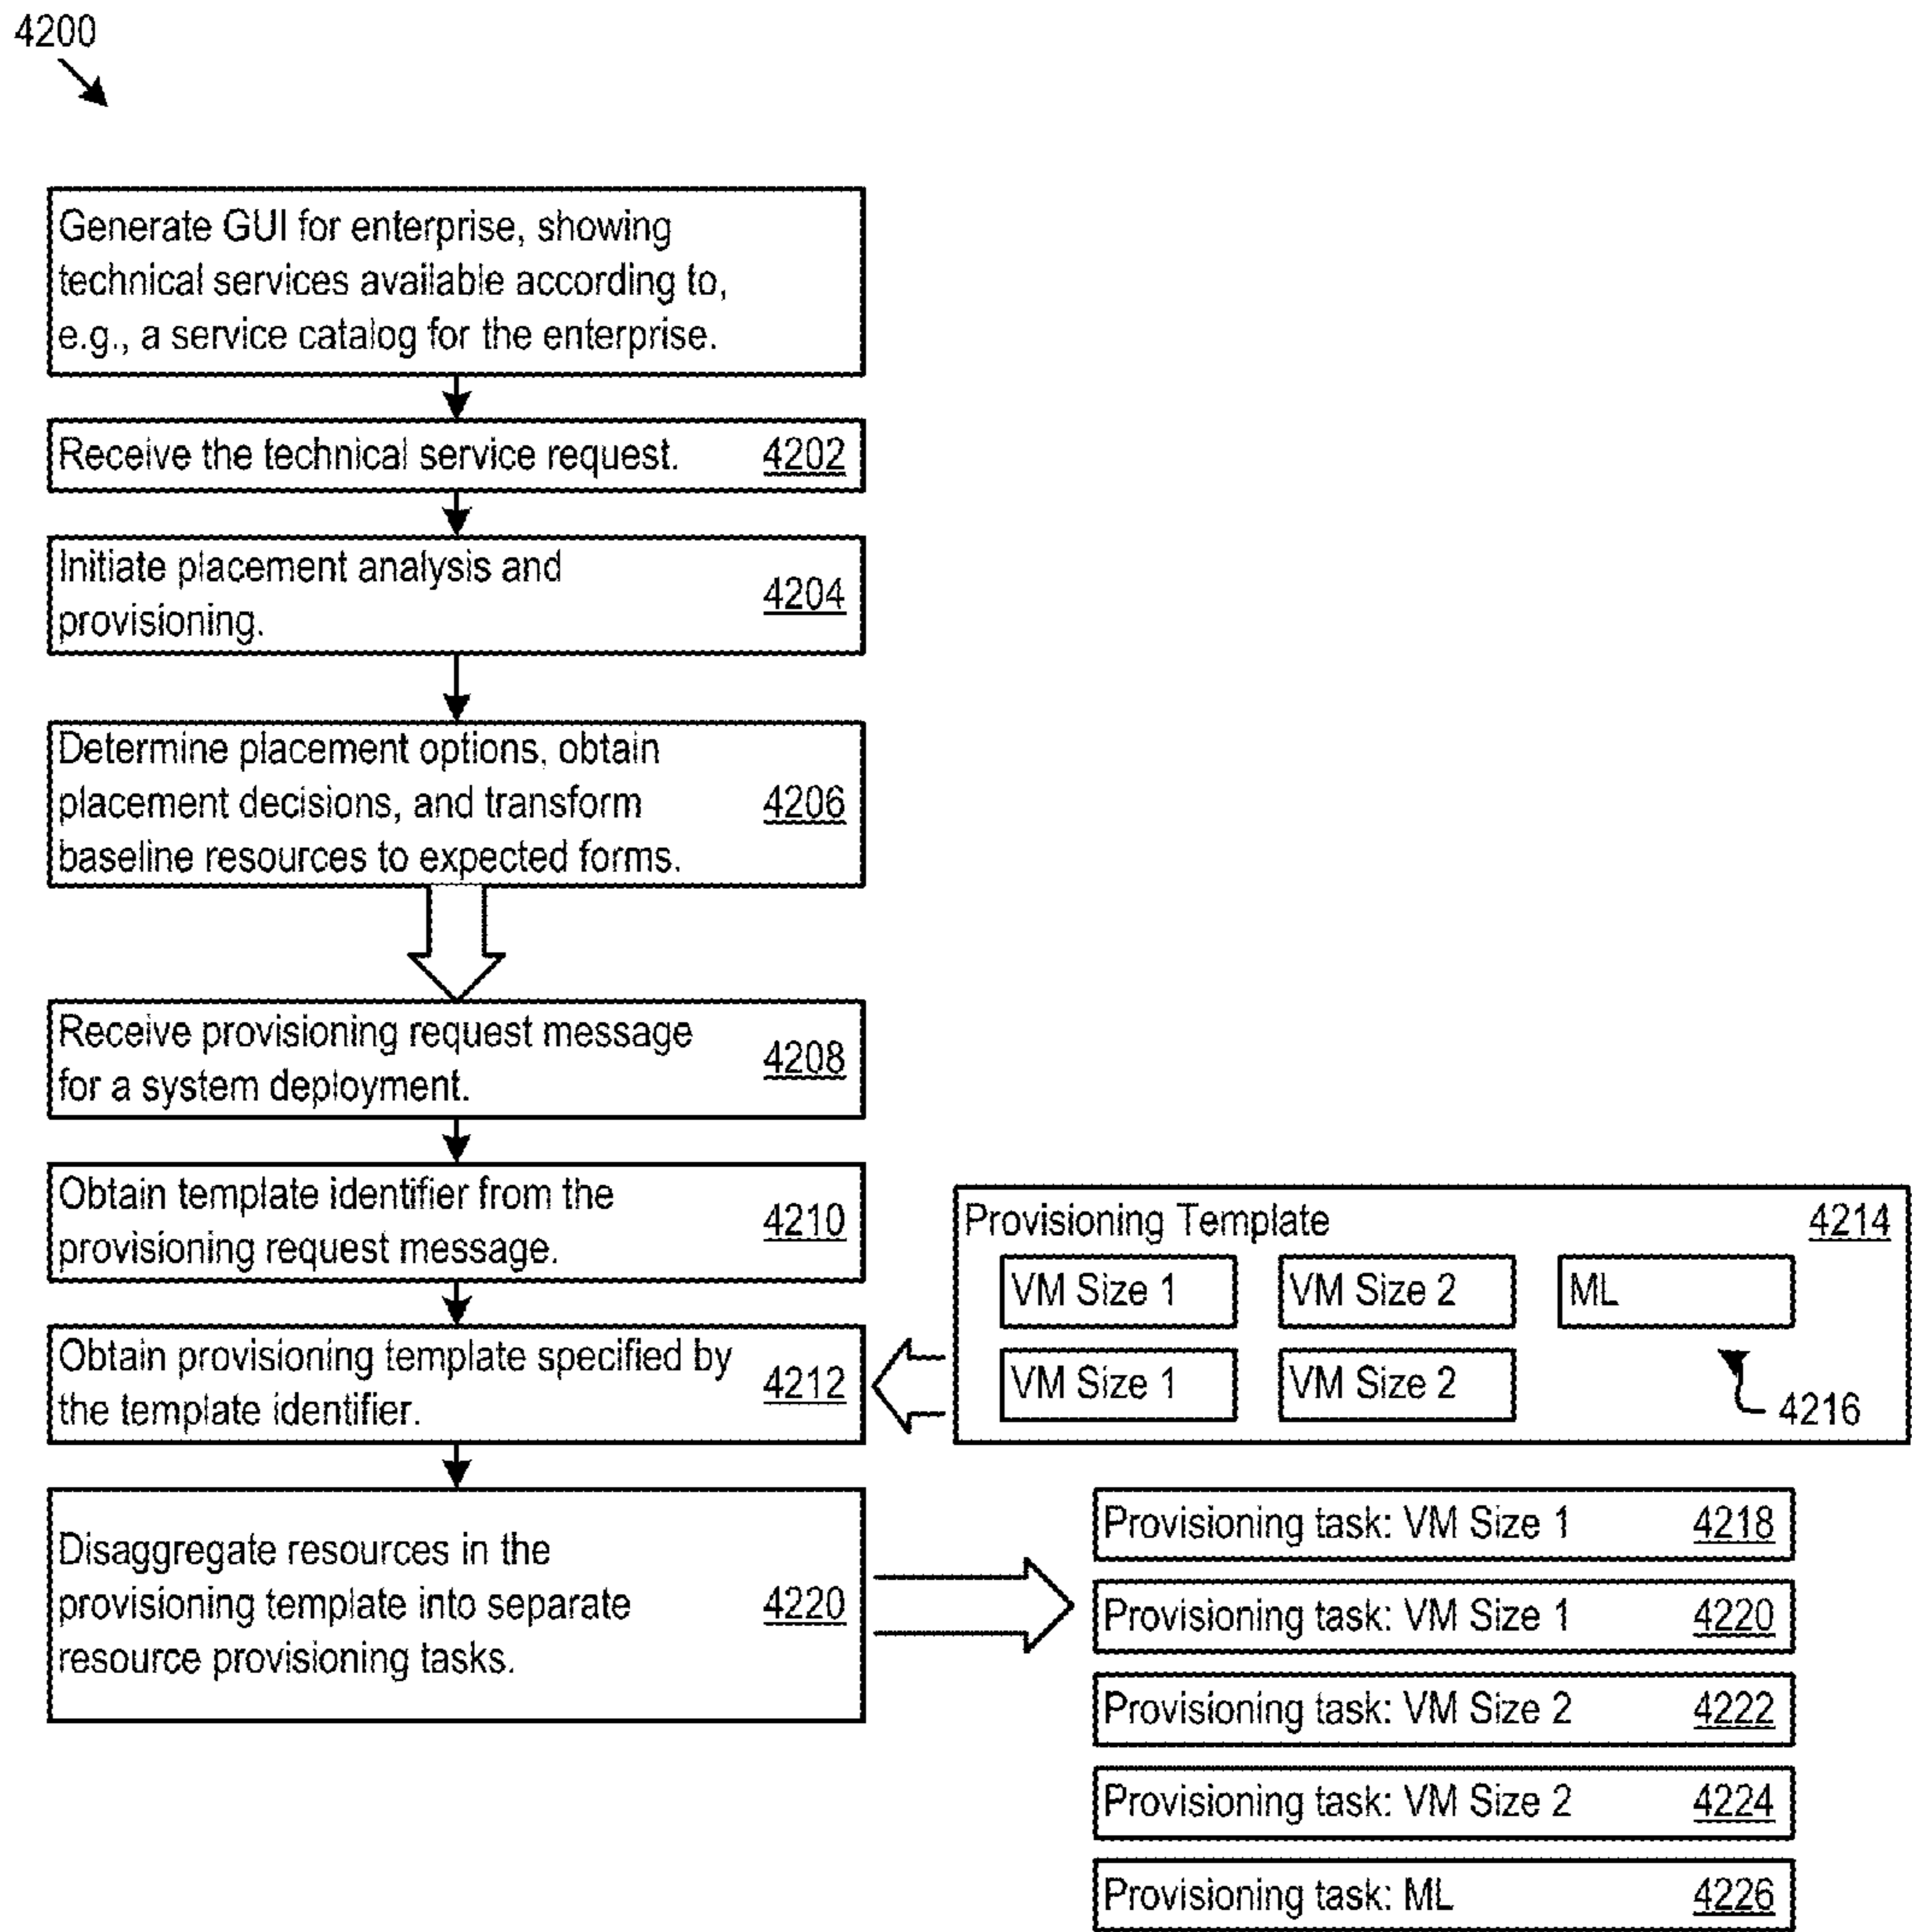 4200
Generate GUI for enterprise, showing
technical services available according to,
e.g., a service catalog for the enterprise.
Receive the technical service request. 4202
Initiate placement analysis and
provisioning. 4204
Determine placement options, obtain
placement decisions, and transform 4206
baseline resources to expected forms.
Receive provisioning request message
for a system deployment. 4208
Obtain template identifier from the
provisioning request message. 4210
Obtain provisioning template specified by
the template identifier. 4212
Provisioning Template 4214
VM Size 1 VM Size 2 ML
VM Size 1 VM Size 2
4216
Disaggregate resources in the
provisioning template into separate 4220
resource provisioning tasks.
Provisioning task: VM Size 1 4218
Provisioning task: VM Size 1 4220
Provisioning task: VM Size 2 4222
Provisioning task: VM Size 2 4224
Provisioning task: ML 4226